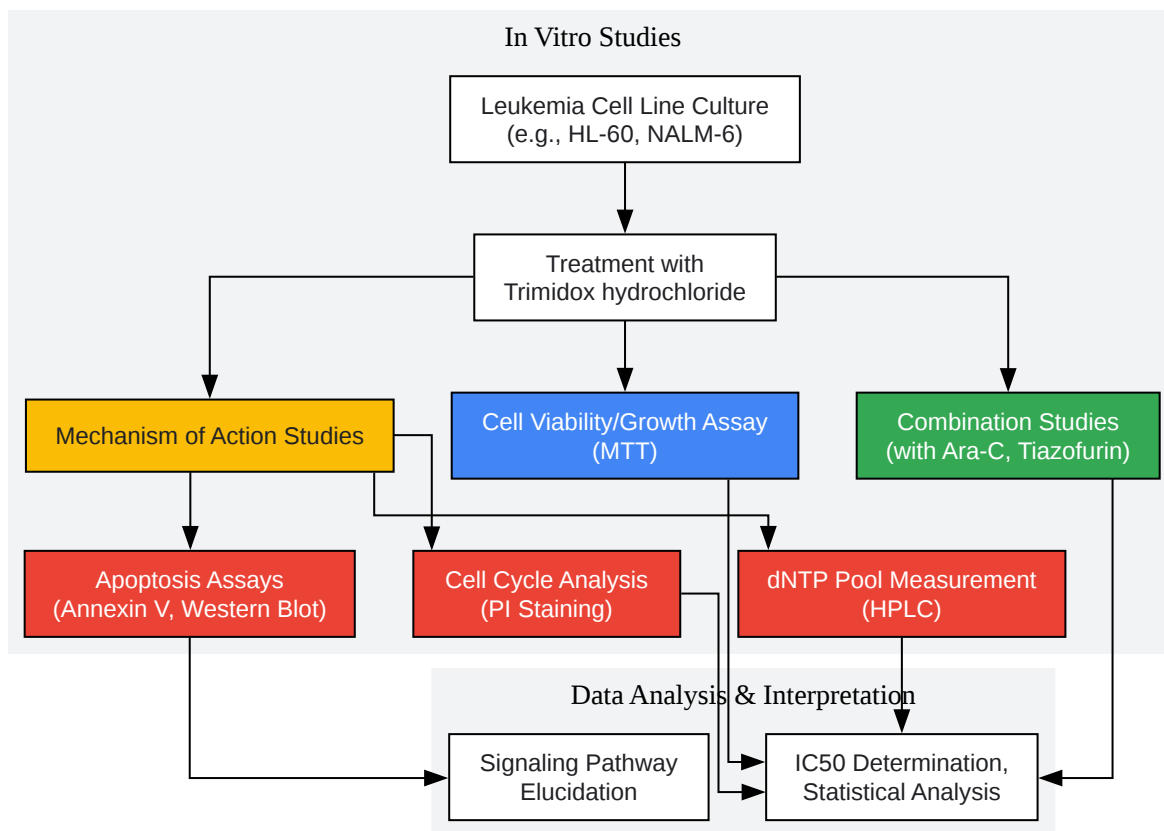 In Vitro Studies
Leukemia Cell Line Culture
(e.g., HL-60, NALM-6)
Treatment with
Trimidox hydrochloride
Mechanism of Action Studies
Cell Viability/Growth Assay
(MTT)
Combination Studies
(with Ara-C, Tiazofurin)
Apoptosis Assays
(Annexin V, Western Blot)
Cell Cycle Analysis
(PI Staining)
dNTP Pool Measurement
(HPLC)
Data Analysis & Interpretation
Signaling Pathway
Elucidation
IC50 Determination,
Statistical Analysis